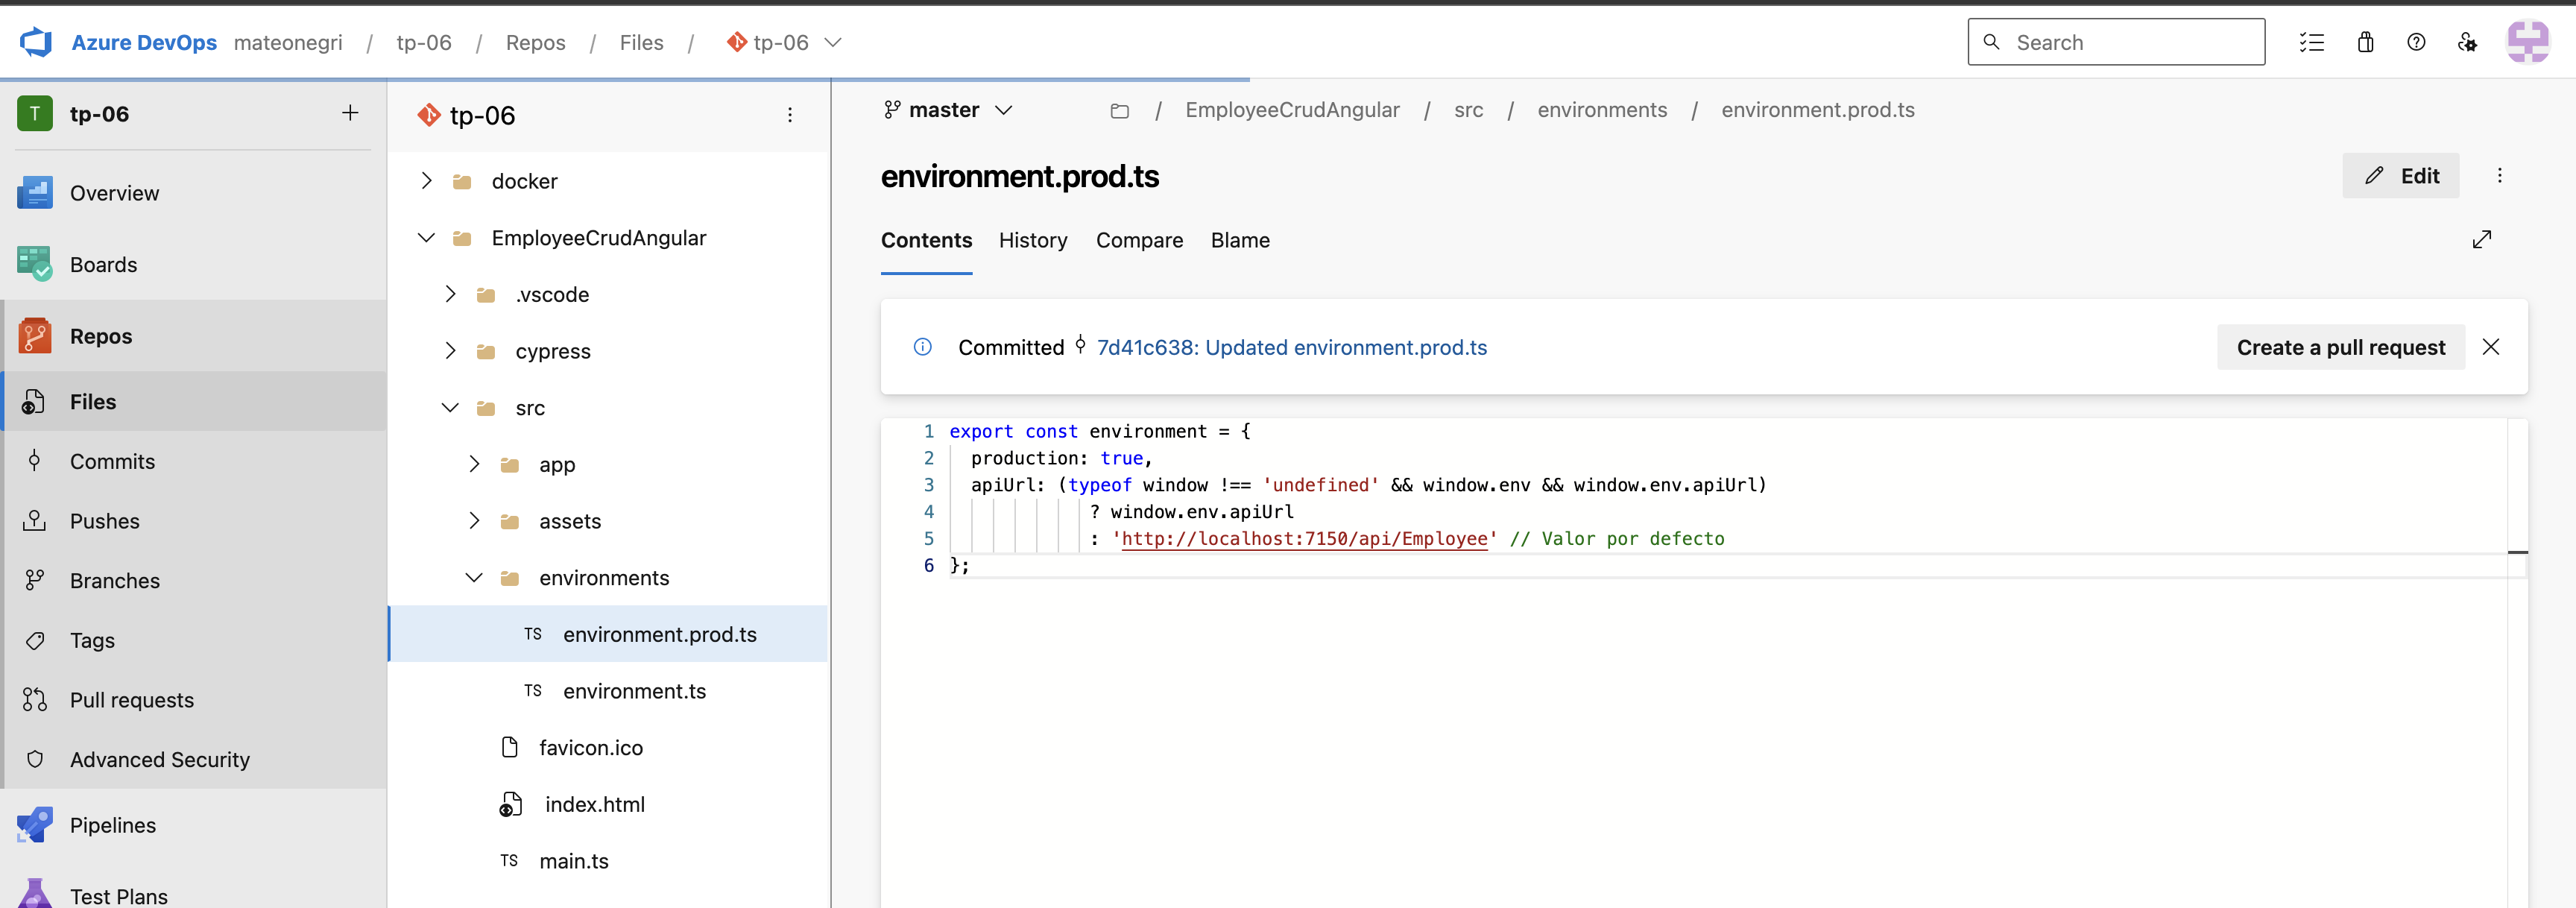 Azure DevOps mateonegri / tp-06 / Repos / Files / tp-06
Search
T tp-06
Overview
Boards
Repos
Files
Commits
Pushes
Branches
Tags
Pull requests
Advanced Security
Pipelines
Test Plans
tp-06
docker
EmployeeCrudAngular
.vscode
cypress
src
app
assets
environments
TS environment.prod.ts
TS environment.ts
favicon.ico
index.html
TS main.ts
master / EmployeeCrudAngular / src / environments / environment.prod.ts
environment.prod.ts
Edit
Contents History Compare Blame
Committed 7d41c638: Updated environment.prod.ts
Create a pull request
1 export const environment = {
2 production: true,
3 apiUrl: (typeof window !== 'undefined' && window.env && window.env.apiUrl)
4 ? window.env.apiUrl
5 : 'http://localhost:7150/api/Employee' // Valor por defecto
6 };